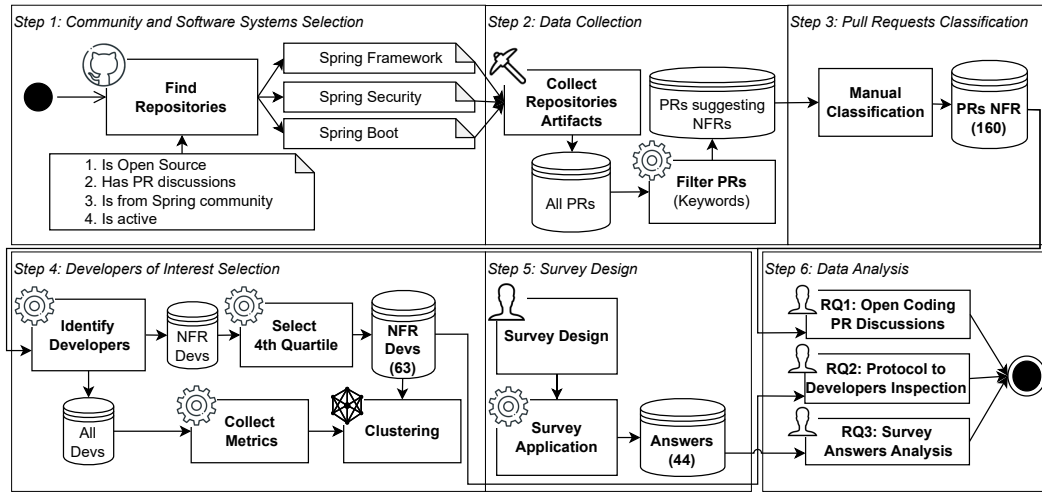 Step 1: Community and Software Systems Selection
Find
Repositories
Spring Framework
Spring Security
Spring Boot
1. Is Open Source
2. Has PR discussions
3. Is from Spring community
4. Is active
Step 2: Data Collection
Collect
Repositories
Artifacts
PRs suggesting
NFRs
All PRs
Filter PRs
(Keywords)
Step 3: Pull Requests Classification
Manual
Classification
PRs NFR
(160)
Step 4: Developers of Interest Selection
Identify
Developers
NFR
Devs
Select
4th Quartile
NFR
Devs
(63)
All
Devs
Collect
Metrics
Clustering
Step 5: Survey Design
Survey Design
Survey
Application
Answers
(44)
Step 6: Data Analysis
RQ1: Open Coding
PR Discussions
RQ2: Protocol to
Developers Inspection
RQ3: Survey
Answers Analysis